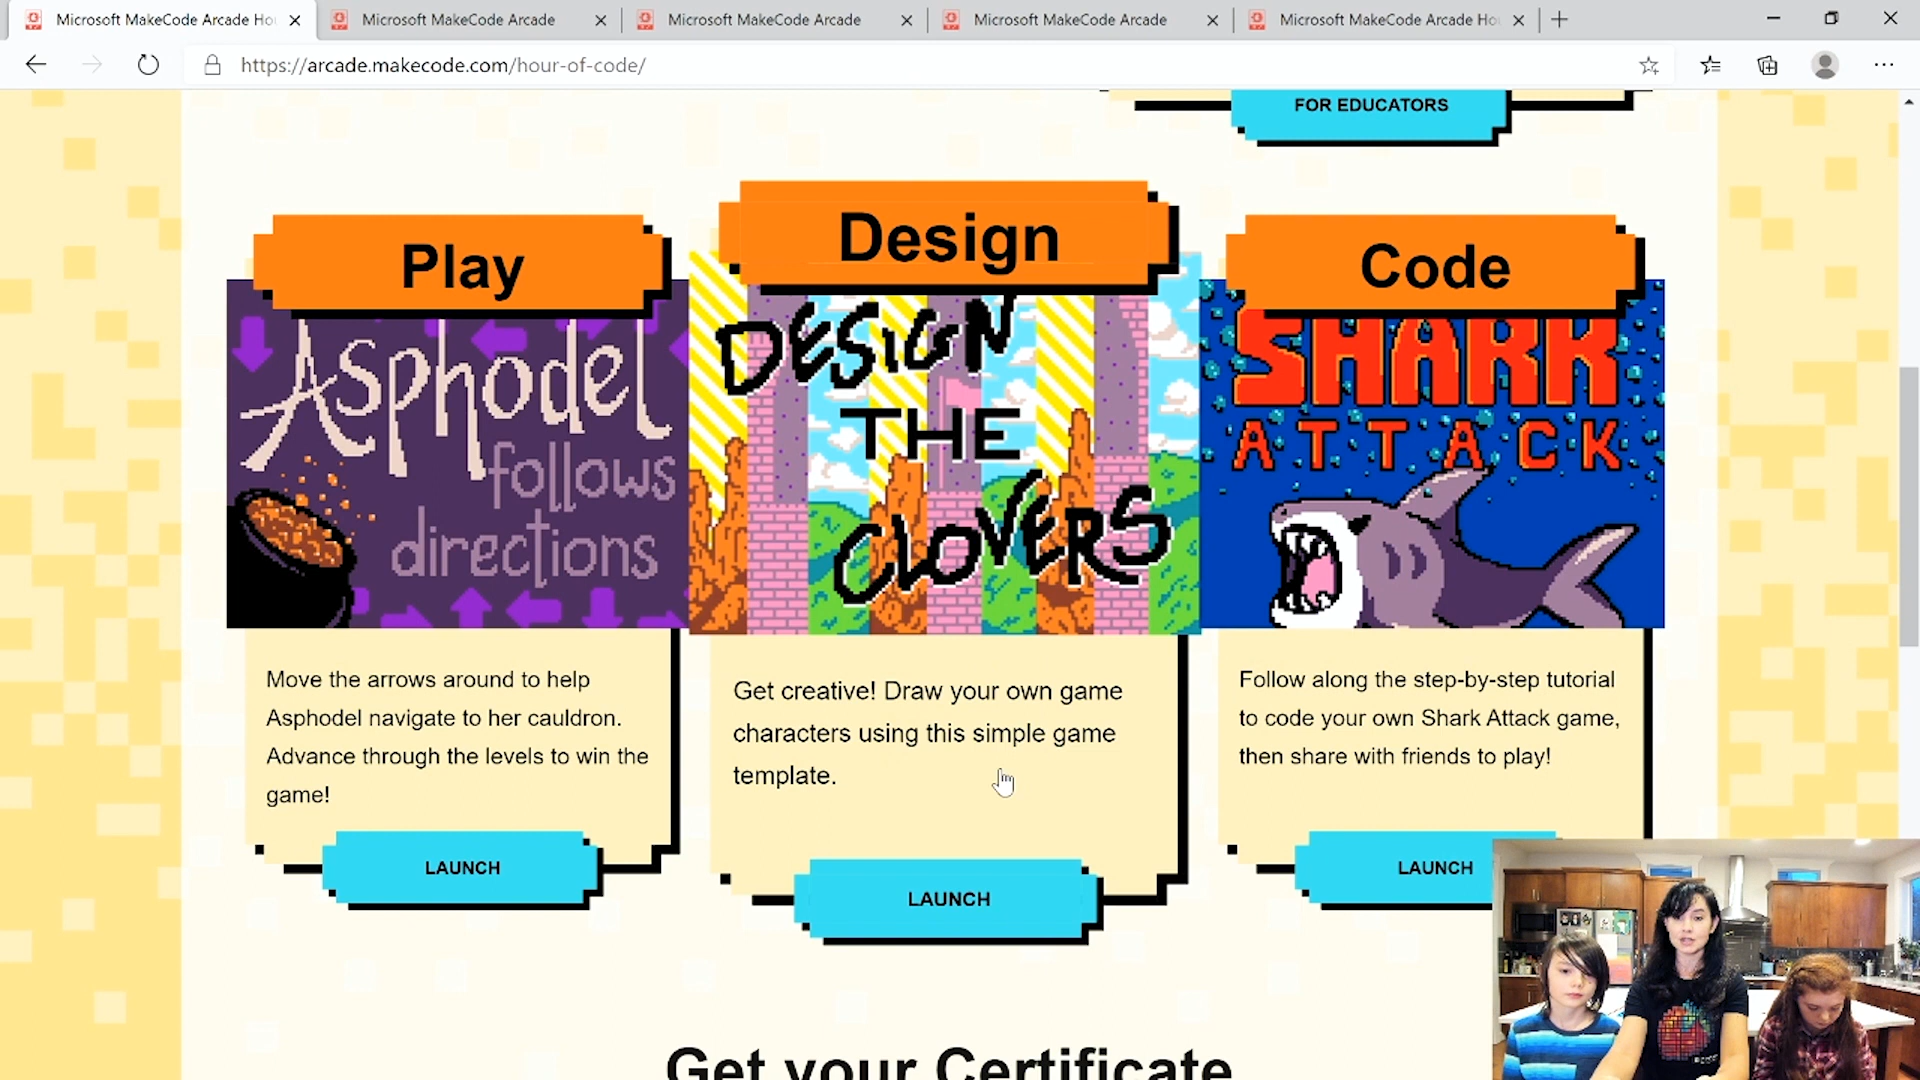 Microsoft MakeCode Arcade Ho
Microsoft MakeCode Arcade
Microsoft MakeCode Arcade
Microsoft MakeCode Arcade
Microsoft MakeCode Arcade Ho
https://arcade.makecode.com/hour-of-code/
FOR EDUCATORS
Play
Asphodel
follows
directions
Move the arrows around to help
Asphodel navigate to her cauldron.
Advance through the levels to win the
game!
LAUNCH
Design
DESIGN
THE
CLOVERS
Get creative! Draw your own game
characters using this simple game
template.
LAUNCH
Code
SHARK
ATTACK
Follow along the step-by-step tutorial
to code your own Shark Attack game,
then share with friends to play!
LAUNCH
Get your Certificate